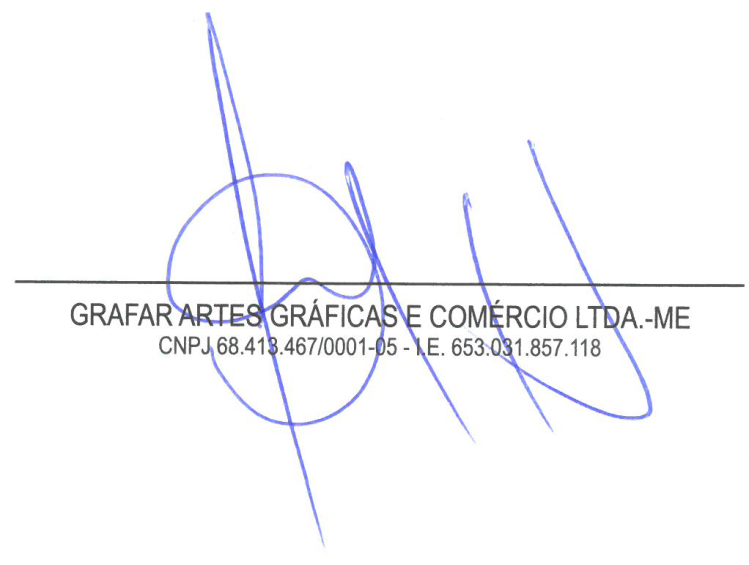 GRAFAR ARTES GRÁFICAS E COMÉRCIO LTDA.-ME
CNPJ 68.413.467/0001-05 - I.E. 653.031.857.118